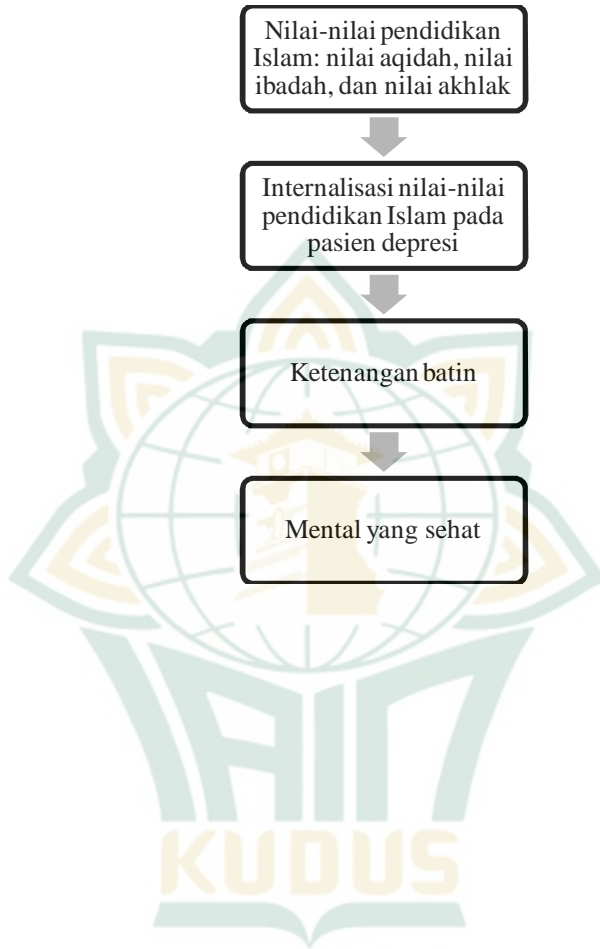 Nilai-nilai pendidikan
Islam: nilai aqidah, nilai
ibadah, dan nilai akhlak
Internalisasi nilai-nilai
pendidikan Islam pada
pasien depresi
Ketenangan batin
Mental yang sehat
IAIN
KUDUS